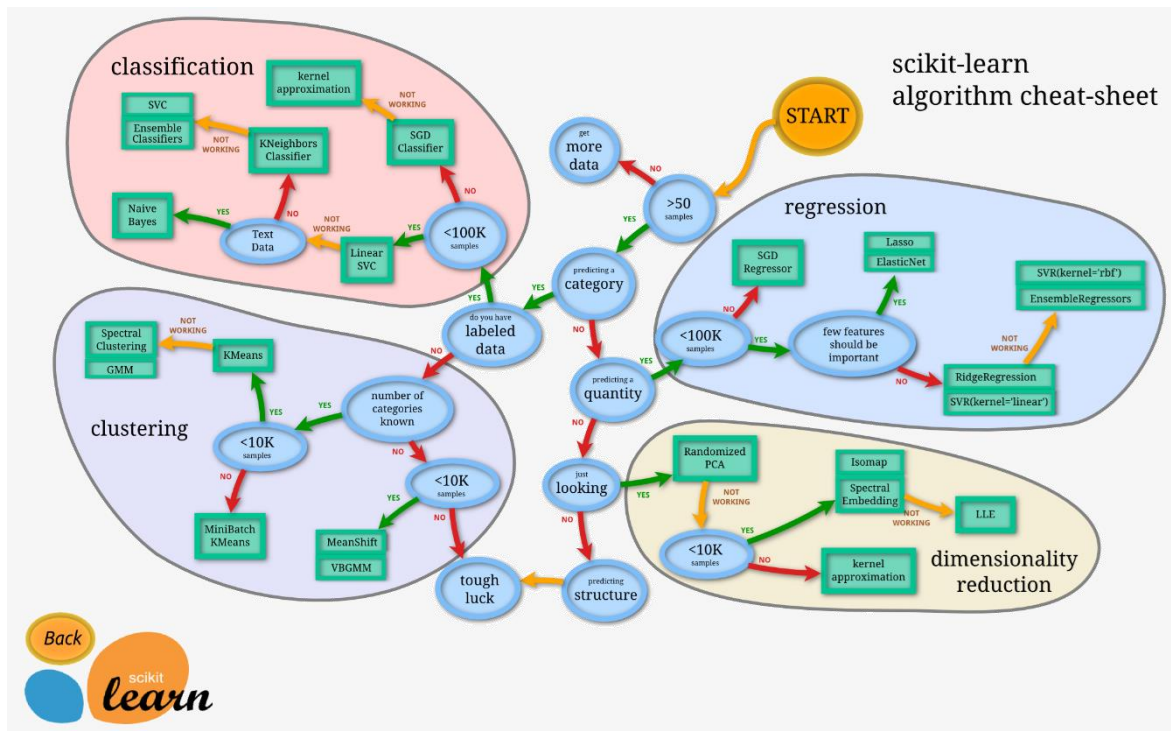 scikit-learn
algorithm cheat-sheet
START
get
more
data
NO
>50
samples
YES
predicting a
category
YES
NO
do you have
labeled
data
YES
NO
predicting a
quantity
YES
NO
just
looking
YES
NO
predicting
structure
tough
luck
classification
kernel
approximation
NOT
WORKING
SGD
Classifier
NO
<100K
samples
YES
Linear
SVC
NOT
WORKING
Text
Data
YES
Naive
Bayes
NO
KNeighbors
Classifier
NOT
WORKING
SVC
Ensemble
Classifiers
regression
<100K
samples
NO
SGD
Regressor
YES
few features
should be
important
YES
Lasso
ElasticNet
NO
RidgeRegression
SVR(kernel='linear')
NOT
WORKING
SVR(kernel='rbf')
EnsembleRegressors
clustering
number of
categories
known
YES
NO
<10K
samples
YES
KMeans
NOT
WORKING
Spectral
Clustering
GMM
NO
MiniBatch
KMeans
<10K
samples
YES
MeanShift
VBGMM
NO
dimensionality
reduction
Randomized
PCA
NOT
WORKING
<10K
samples
YES
Isomap
Spectral
Embedding
NOT
WORKING
LLE
NO
kernel
approximation
Back
scikit
learn